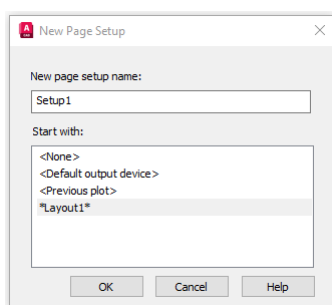 New Page Setup
New page setup name:
Setup1
Start with:
<None>
<Default output device>
<Previous plot>
*Layout1*
OK Cancel Help